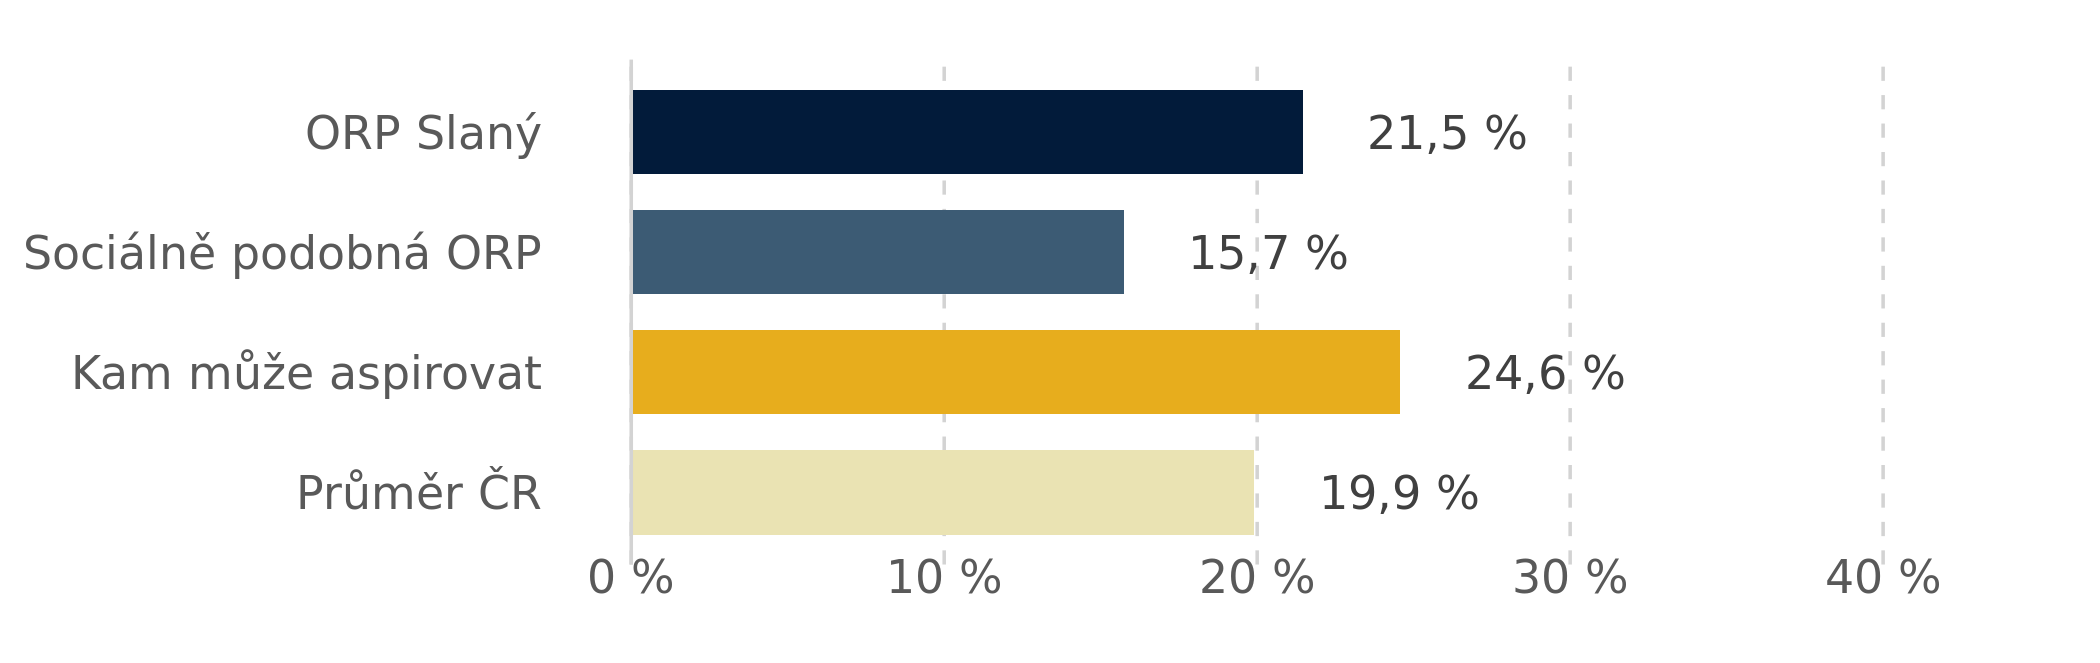 ORP Slaný
21,5 %
Sociálně podobná ORP
15,7 %
Kam může aspirovat
24,6 %
Průměr ČR
19,9 %
0 % 10 % 20 % 30 % 40 %